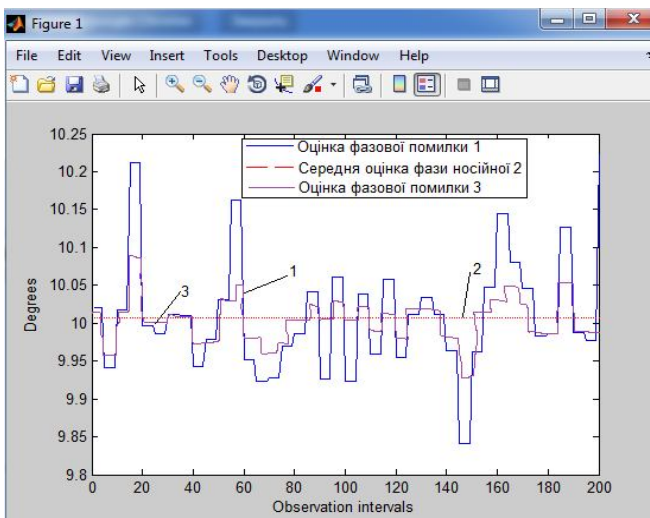 Figure 1
File Edit View Insert Tools Desktop Window Help
10.25
10.2
10.15
10.1
10.05
10
9.95
9.9
9.85
9.8
Degrees
Оцінка фазової помилки 1
Середня оцінка фази носійної 2
Оцінка фазової помилки 3
3
1
2
0 20 40 60 80 100 120 140 160 180 200
Observation intervals